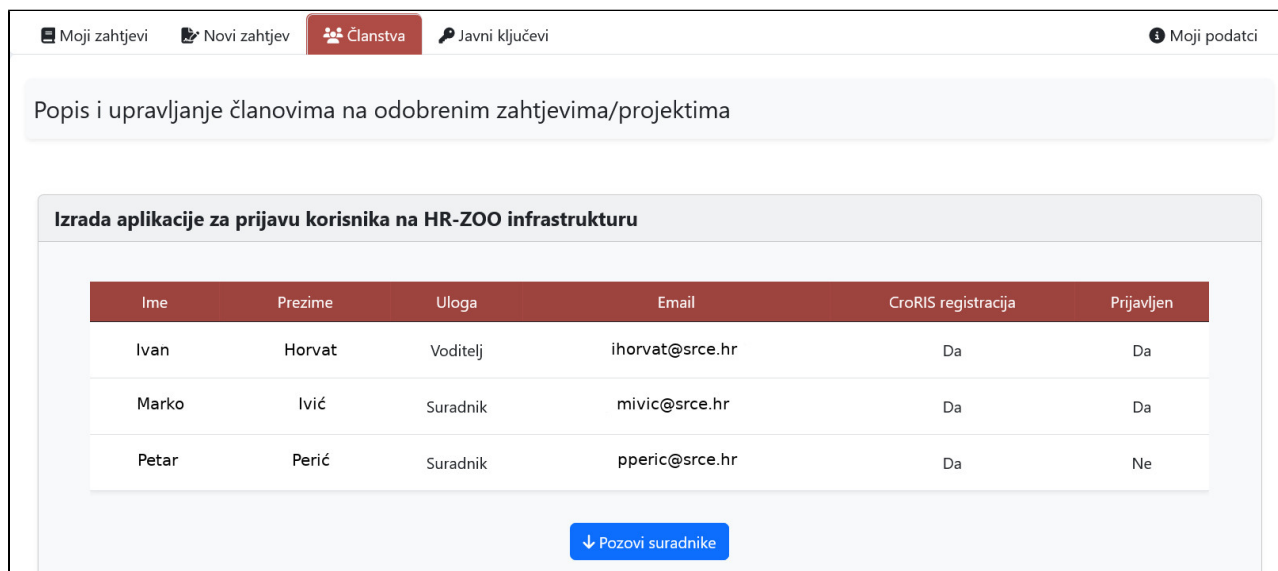 Moji zahtjevi Novi zahtjev Članstva Javni ključevi Moji podatci
Popis i upravljanje članovima na odobrenim zahtjevima/projektima
Izrada aplikacije za prijavu korisnika na HR-ZOO infrastrukturu
Ime Prezime Uloga Email CroRIS registracija Prijavljen
Ivan Horvat Voditelj ihorvat@srce.hr Da Da
Marko Ivić Suradnik mivic@srce.hr Da Da
Petar Perić Suradnik pperic@srce.hr Da Ne
Pozovi suradnike